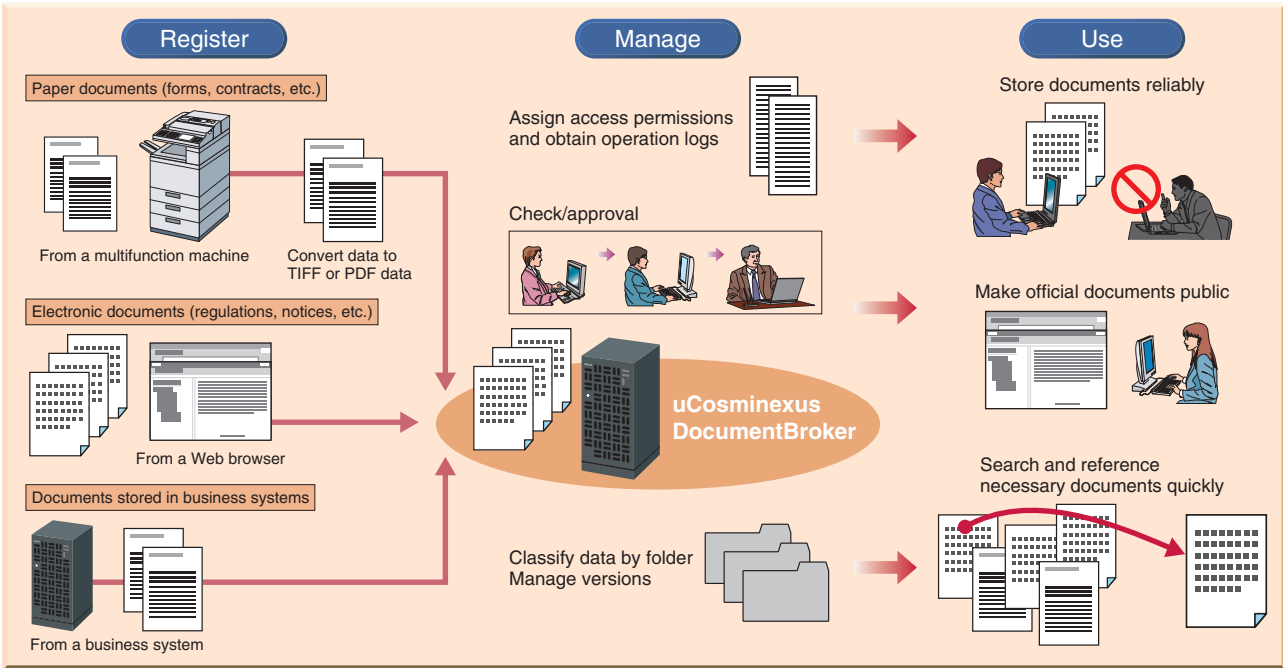 Register
Paper documents (forms, contracts, etc.)
From a multifunction machine
Convert data to
TIFF or PDF data
Electronic documents (regulations, notices, etc.)
From a Web browser
Documents stored in business systems
From a business system
Manage
Assign access permissions
and obtain operation logs
Check/approval
uCosminexus
DocumentBroker
Classify data by folder
Manage versions
Use
Store documents reliably
Make official documents public
Search and reference
necessary documents quickly